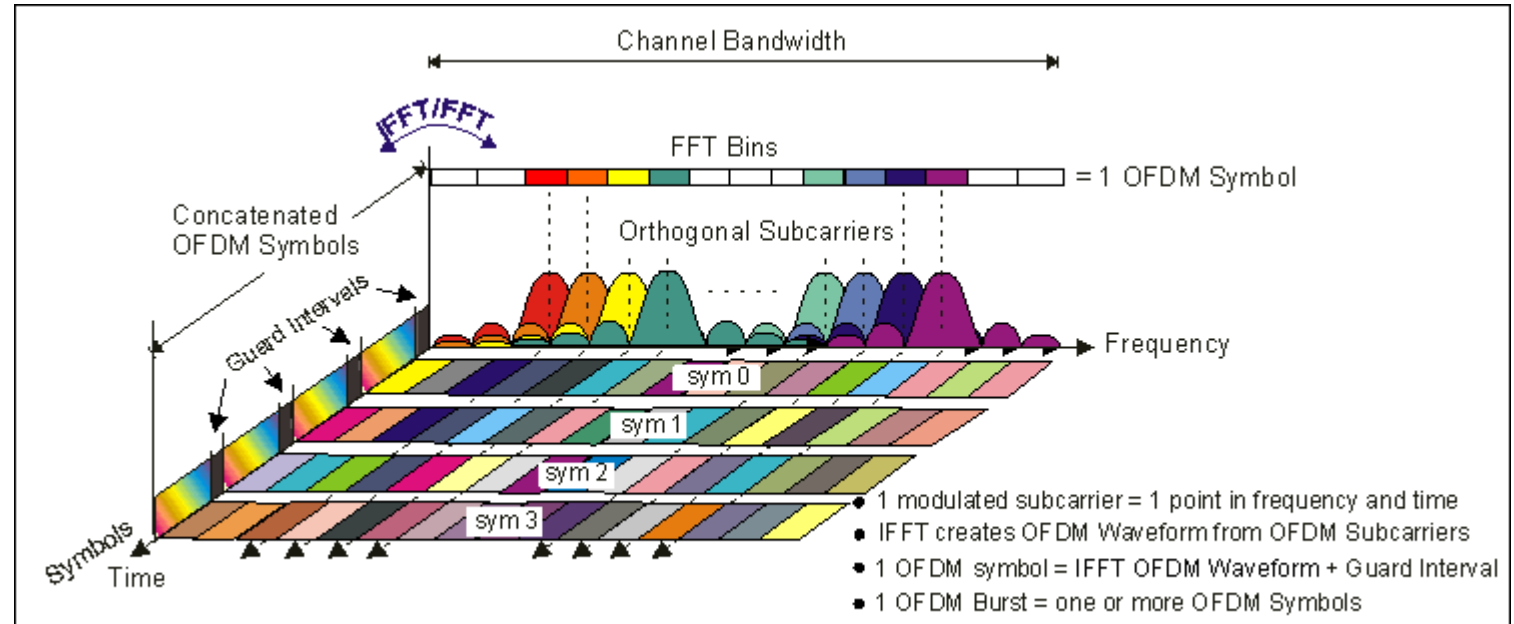 Channel Bandwidth
IFFT/FFT
FFT Bins
= 1 OFDM Symbol
Concatenated
OFDM Symbols
Orthogonal Subcarriers
Guard Intervals
Frequency
sym 0
sym 1
sym 2
sym 3
Symbols
Time
● 1 modulated subcarrier = 1 point in frequency and time
● IFFT creates OFDM Waveform from OFDM Subcarriers
● 1 OFDM symbol = IFFT OFDM Waveform + Guard Interval
● 1 OFDM Burst = one or more OFDM Symbols